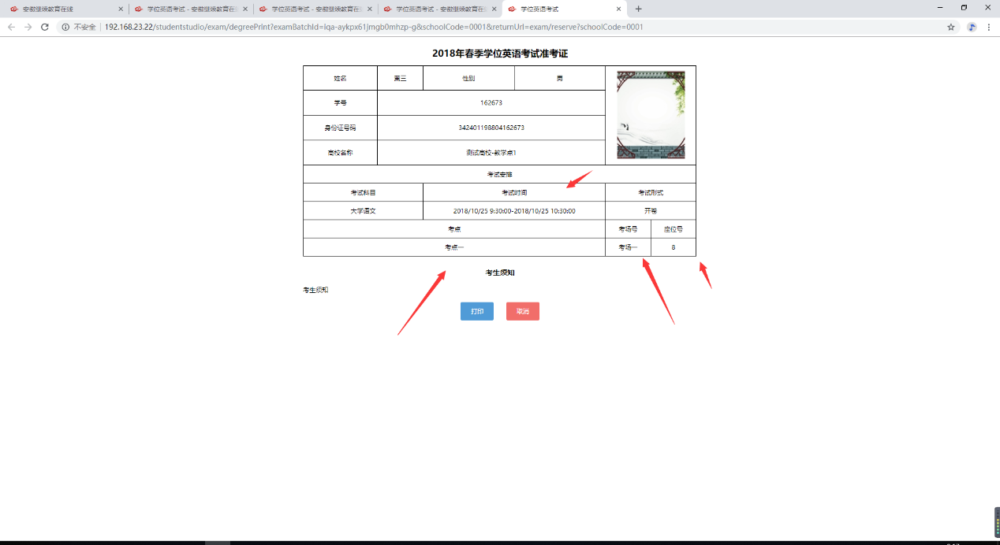 安徽继续教育在线
学位英语考试 - 安徽继续教育在
学位英语考试 - 安徽继续教育在
学位英语考试 - 安徽继续教育在
学位英语考试
不安全 192.168.23.22/studentstudio/exam/degreePrint?examBatchId=iqa-aykpx61jmgb0mhzp-g&schoolCode=0001&returnUrl=exam/reserve?schoolCode=0001
2018年春季学位英语考试准考证
姓名 第三 性别 男
学号 162673
身份证号码 342401198804162673
高校名称 测试高校-教学点1
考试安排
考试科目 考试时间 考试形式
大学语文 2018/10/25 9:30:00-2018/10/25 10:30:00 开卷
考点 考场号 座位号
考点一 考场一 8
考生须知
考生须知
打印 取消